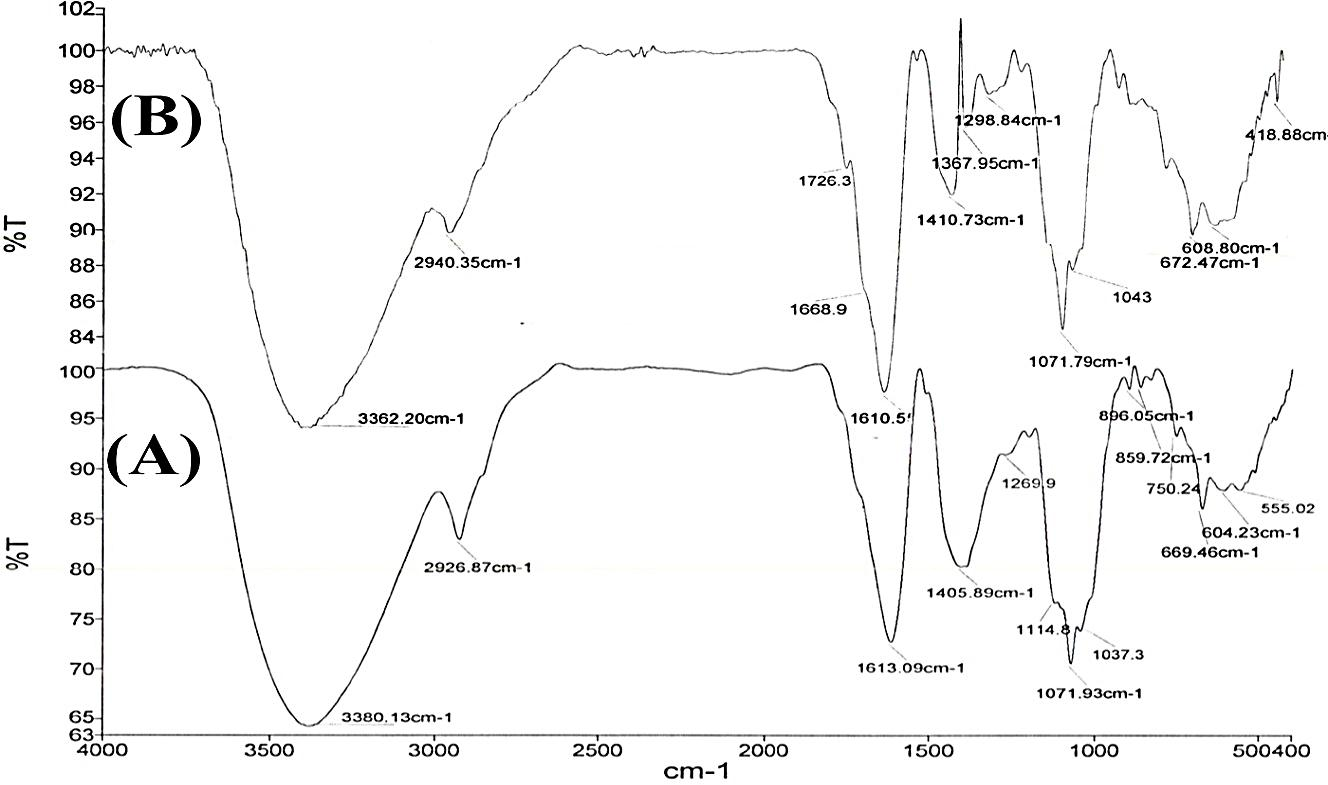 102
100
98
(B)
96
1298.84cm-1
418.88cm-
94
1367.95cm-1
1726.3
92
1410.73cm-1
%T
90
608.80cm-1
2940.35cm-1
672.47cm-1
88
1043
86
1668.9
84
1071.79cm-1
100
896.05cm-1
3362.20cm-1
1610.5
95
(A)
859.72cm-1
90
1269.9
750.24
555.02
85
604.23cm-1
%T
669.46cm-1
2926.87cm-1
80
1405.89cm-1
75
1114.8
1037.3
70
1613.09cm-1
1071.93cm-1
65
3380.13cm-1
63
4000 3500 3000 2500 2000 1500 1000 500400
cm-1